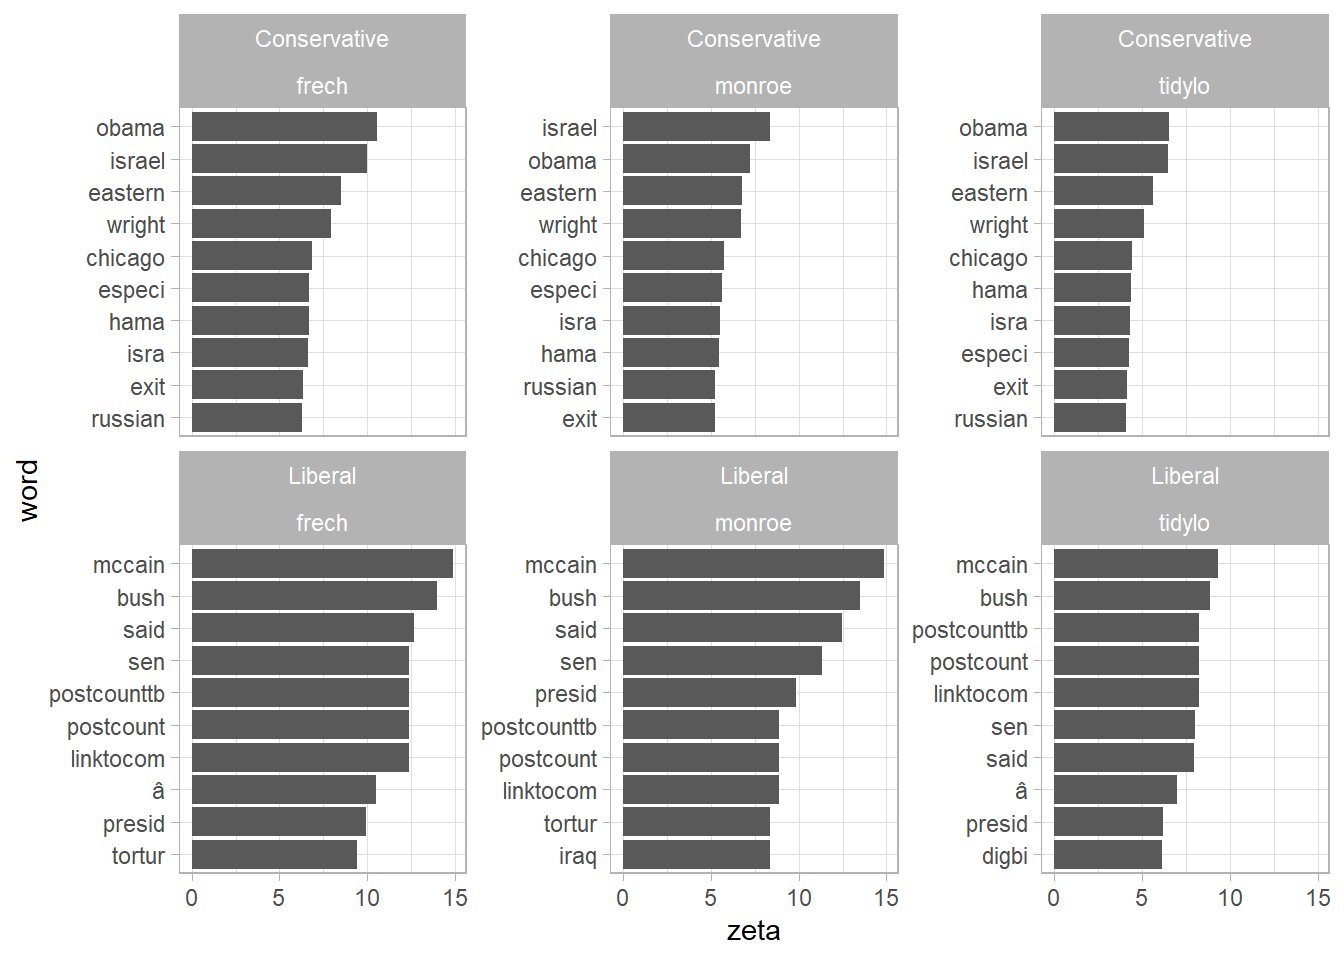 Conservative
frech
obama
israel
eastern
wright
chicago
especi
hama
isra
exit
russian
Conservative
monroe
israel
obama
eastern
wright
chicago
especi
isra
hama
russian
exit
Conservative
tidylo
obama
israel
eastern
wright
chicago
hama
isra
especi
exit
russian
word
Liberal
frech
mccain
bush
said
sen
postcounttb
postcount
linktocom
â
presid
tortur
0 5 10 15
Liberal
monroe
mccain
bush
said
sen
presid
postcounttb
postcount
linktocom
tortur
iraq
0 5 10 15
Liberal
tidylo
mccain
bush
postcounttb
postcount
linktocom
sen
said
â
presid
digbi
0 5 10 15
zeta